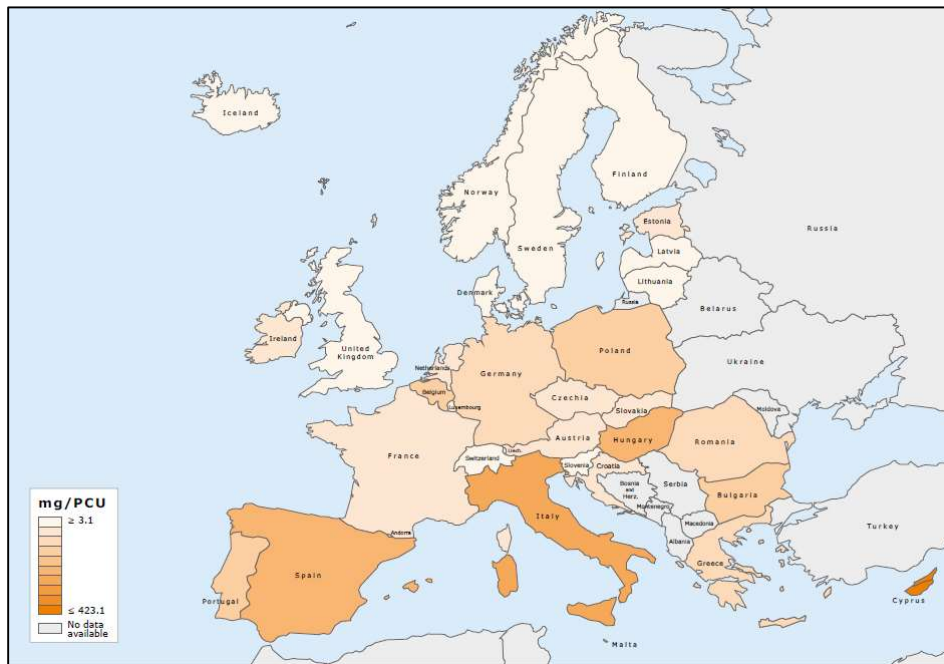 Iceland
Finland
Norway
Sweden
Russia
Estonia
Latvia
Lithuania
Russia
Denmark
Belarus
Ireland
United
Kingdom
Netherlands
Poland
Ukraine
Germany
Belgium
Luxembourg
Czechia
Slovakia
Moldova
Austria
Hungary
Romania
France
Switzerland
Liecht.
Slovenia
Croatia
Bosnia
and
Herz.
Serbia
Montenegro
Bulgaria
Macedonia
Italy
Andorra
Albania
Turkey
Spain
Greece
Portugal
Cyprus
Malta
mg/PCU
≥ 3.1
≤ 423.1
No data
available